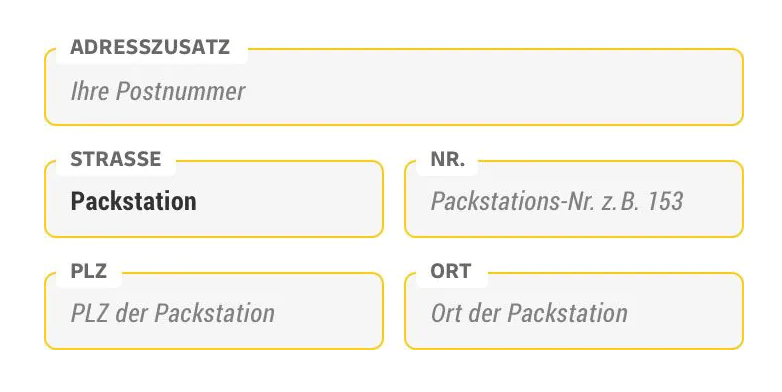 ADRESSZUSATZ
Ihre Postnummer
STRASSE
Packstation
NR.
Packstations-Nr. z. B. 153
PLZ
PLZ der Packstation
ORT
Ort der Packstation